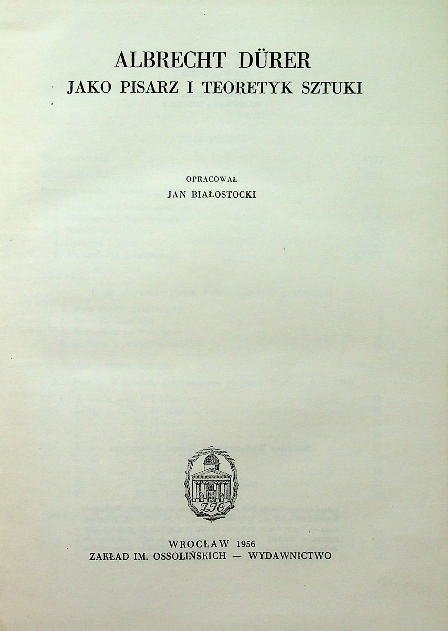 ALBRECHT DÜRER
JAKO PISARZ I TEORETYK SZTUKI
OPRACOWAŁ
JAN BIAŁOSTOCKI
WROCŁAW 1956
ZAKŁAD IM. OSSOLIŃSKICH — WYDAWNICTWO